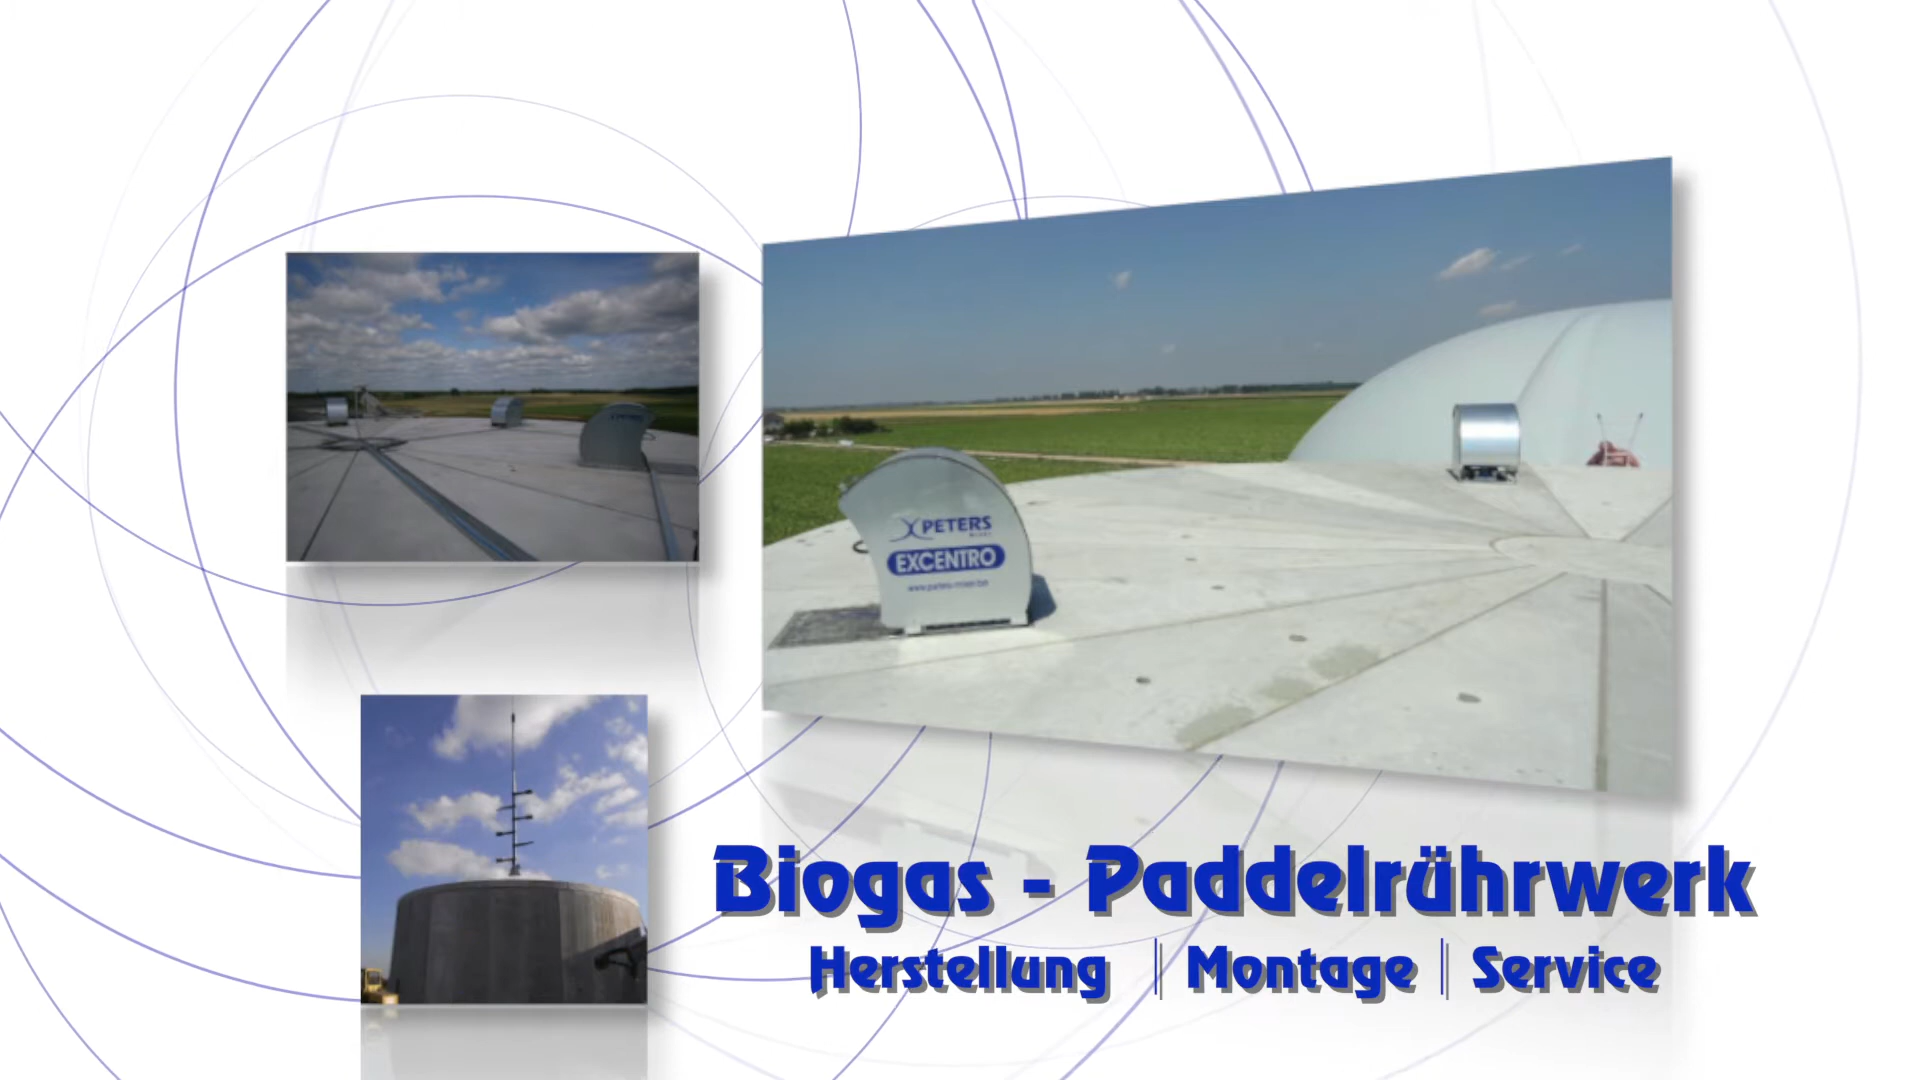 PETERS
EXCENTRO
Biogas - Paddelrührwerk
Herstellung | Montage | Service